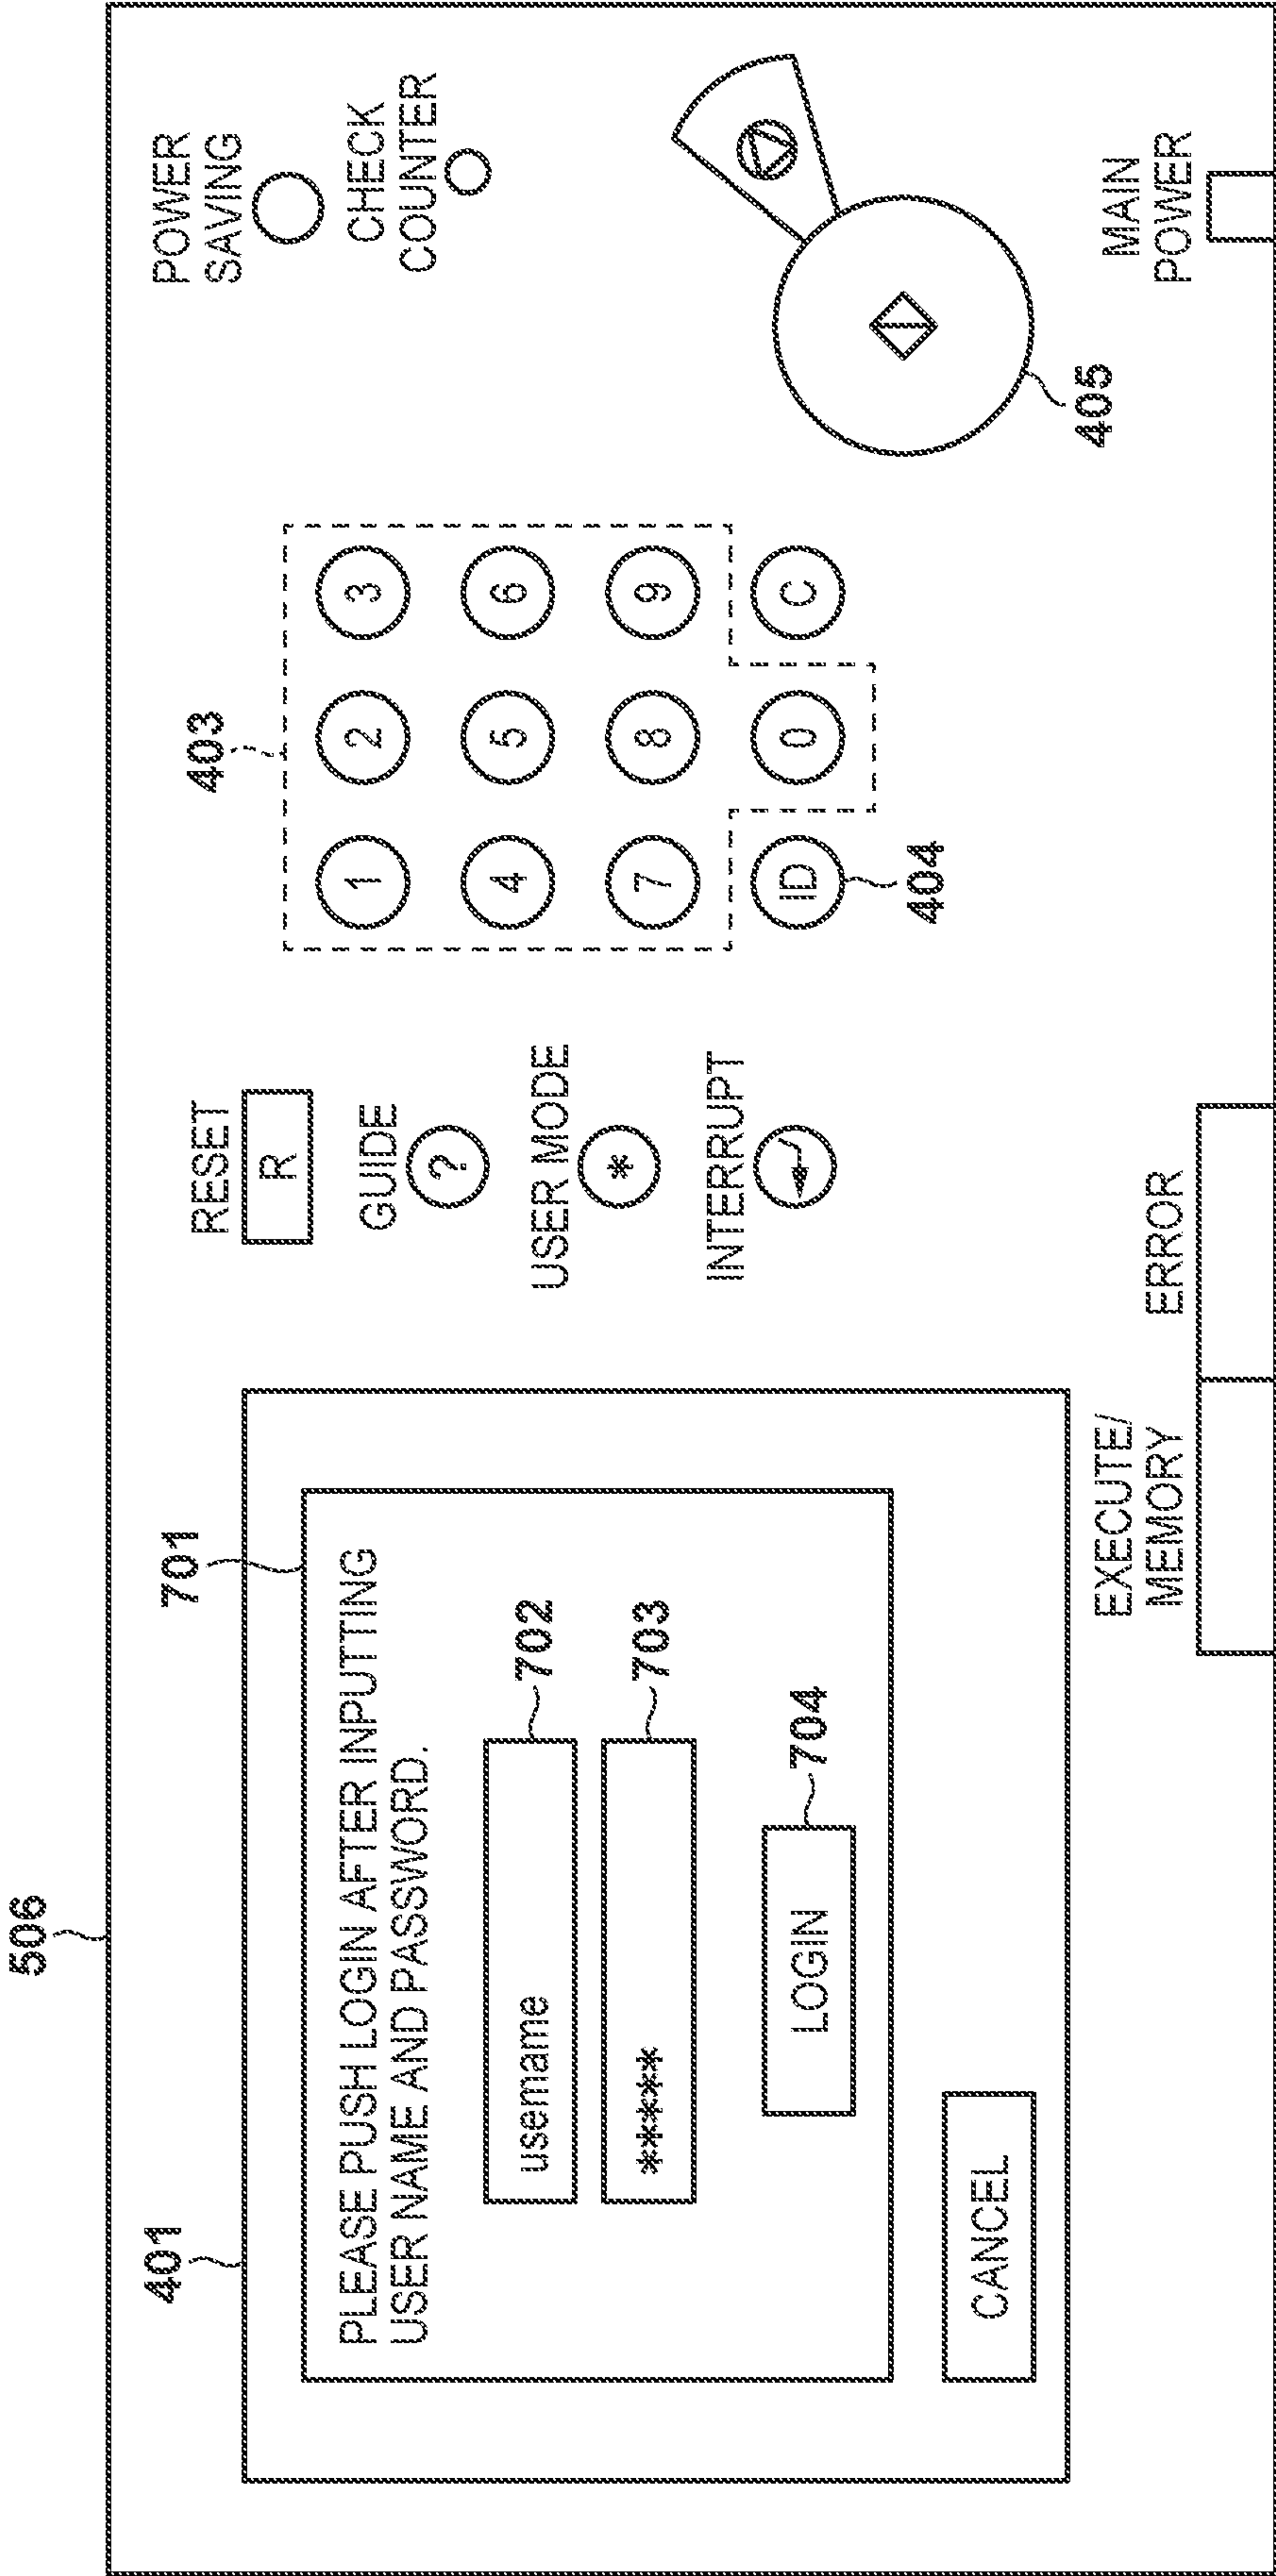 506
401
701
PLEASE PUSH LOGIN AFTER INPUTTING
USER NAME AND PASSWORD.
username
702
*****
703
LOGIN
704
CANCEL
EXECUTE/
MEMORY
ERROR
RESET
R
GUIDE
?
USER MODE
*
INTERRUPT
403
1 2 3
4 5 6
7 8 9
ID 0 C
404
POWER
SAVING
CHECK
COUNTER
405
MAIN
POWER